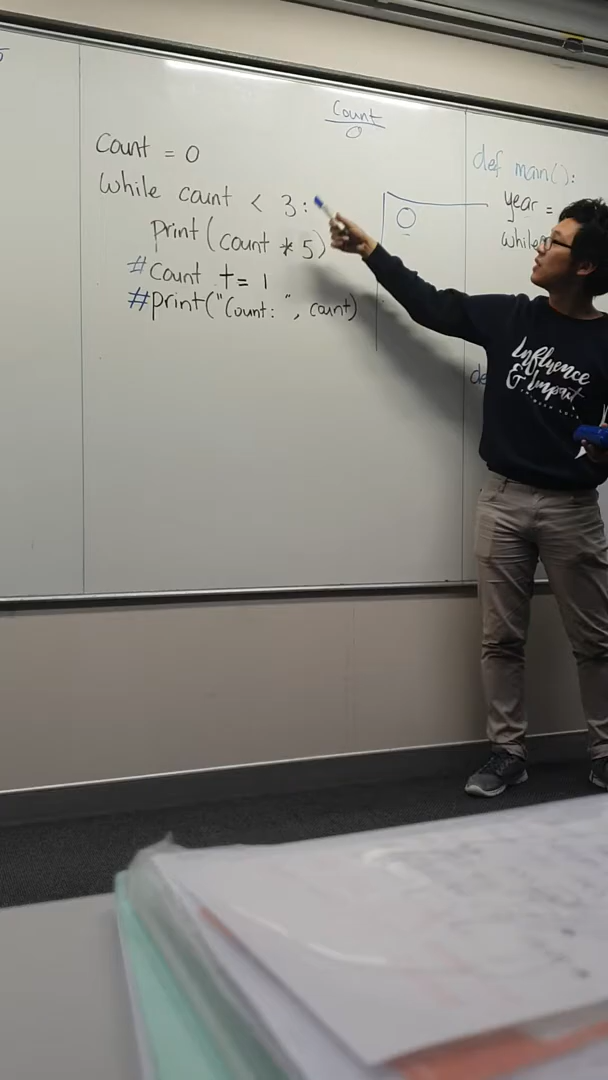 Count
0
Count = 0
While count < 3:
print(count * 5)
#Count += 1
#print("Count: ", count)
0
def main():
year =
while
de
Influence
& Impact